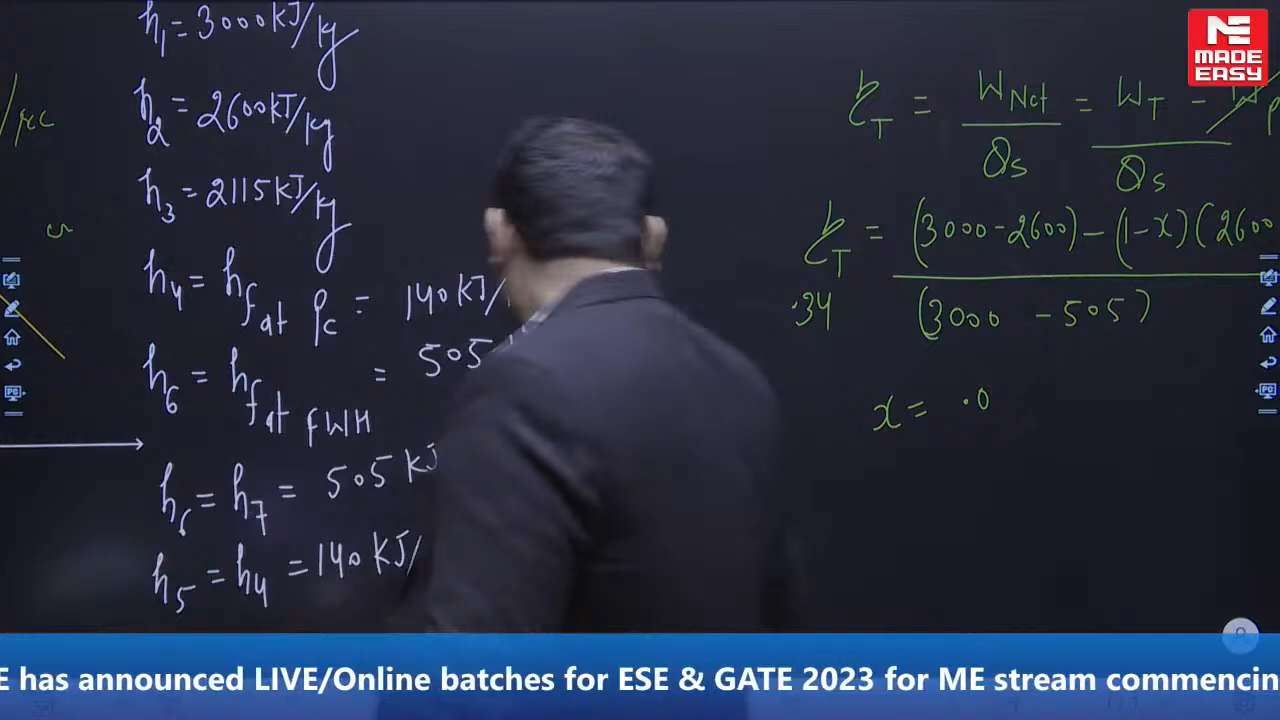 h₁ = 3000 kJ/kg
h₂ = 2600 kJ/kg
h₃ = 2115 kJ/kg
h₄ = hf at Pc = 140 kJ/
h₆ = hf at FWH = 505
h₆ = h₇ = 505 kJ
h₅ = h₄ = 140 kJ/
ηT = WNet / Qs = WT - W / Qs
ηT = (3000 - 2600) - (1-x)(2600 / (3000 - 505)
.34
x = .0
ME
MADE
EASY
E has announced LIVE/Online batches for ESE & GATE 2023 for ME stream commencin